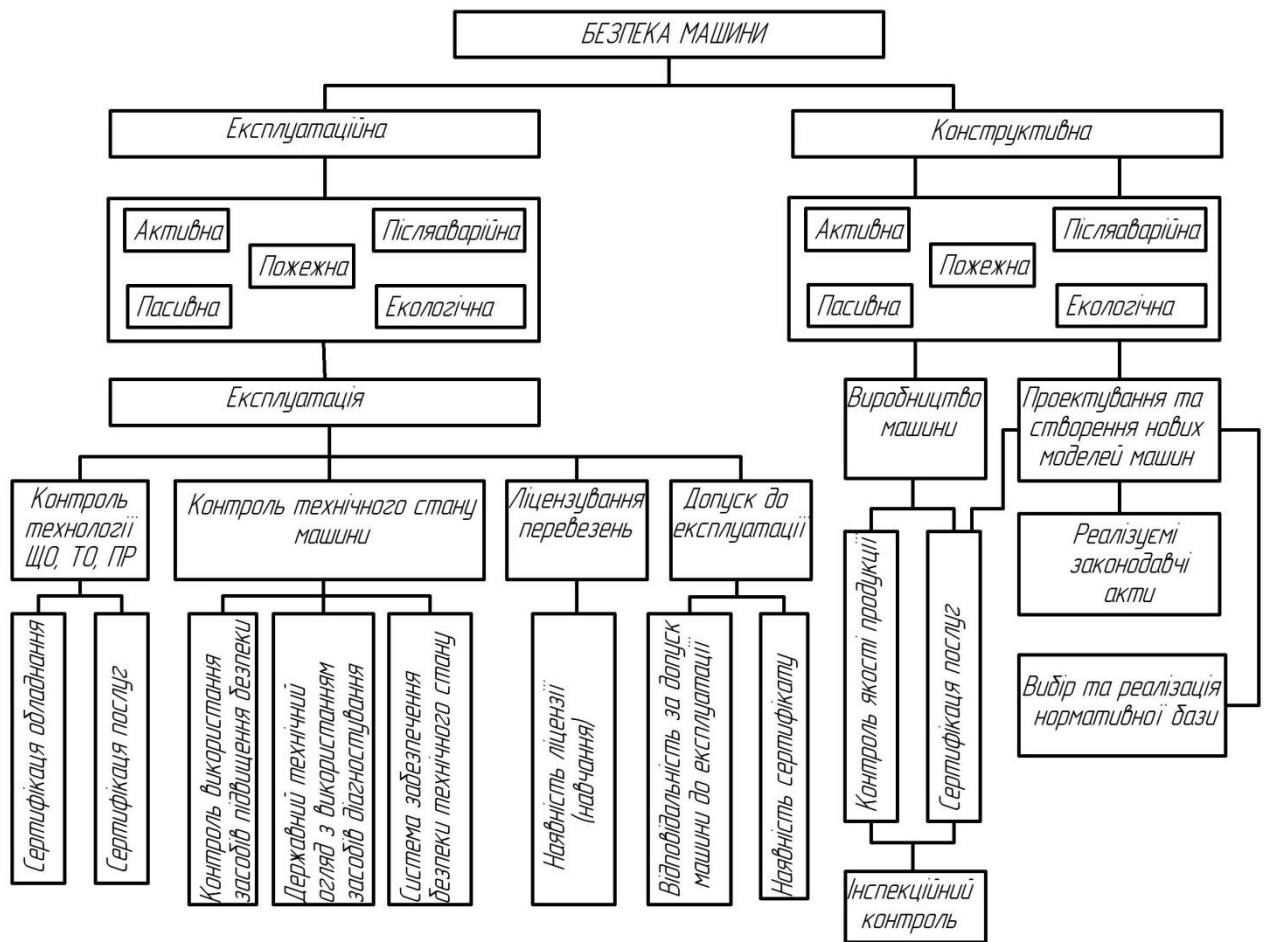 БЕЗПЕКА МАШИНИ
Експлуатаційна
Конструктивна
Активна
Післяаварійна
Пожежна
Пасивна
Екологічна
Активна
Післяаварійна
Пожежна
Пасивна
Екологічна
Експлуатація
Виробництво
машини
Проектування та
створення нових
моделей машин
Контроль
технології
ЩО, ТО, ПР
Контроль технічного стану
машини
Ліцензування
перевезень
Допуск до
експлуатації
Реалізуємі
законодавчі
акти
Вибір та реалізація
нормативної бази
Сертифікація обладнання
Сертифікація послуг
Контроль використання
засобів підвищення безпеки
Державний технічний
огляд з використанням
засобів діагностування
Система забезпечення
безпеки технічного стану
Наявність ліцензії
(навчання)
Відповідальність за допуск
машини до експлуатації
Наявність сертифікату
Контроль якості продукції
Сертифікація послуг
Інспекційний
контроль